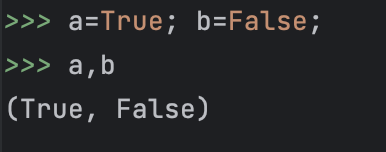 >>> a=True; b=False;
>>> a,b
(True, False)